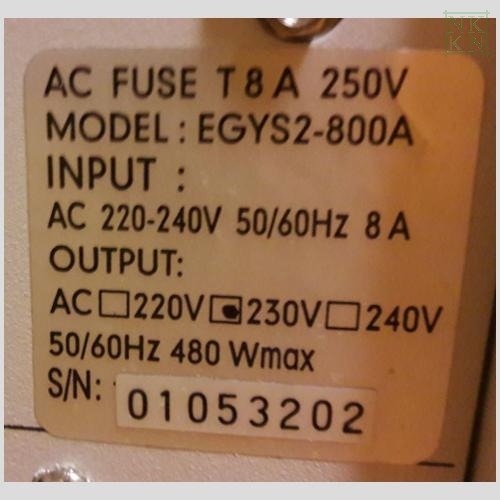 AC FUSE T 8 A 250V
MODEL : EGYS2-800A
INPUT :
AC 220-240V 50/60Hz 8 A
OUTPUT:
AC □ 220V ▣ 230V □ 240V
50/60Hz 480 Wmax
S/N: 01053202